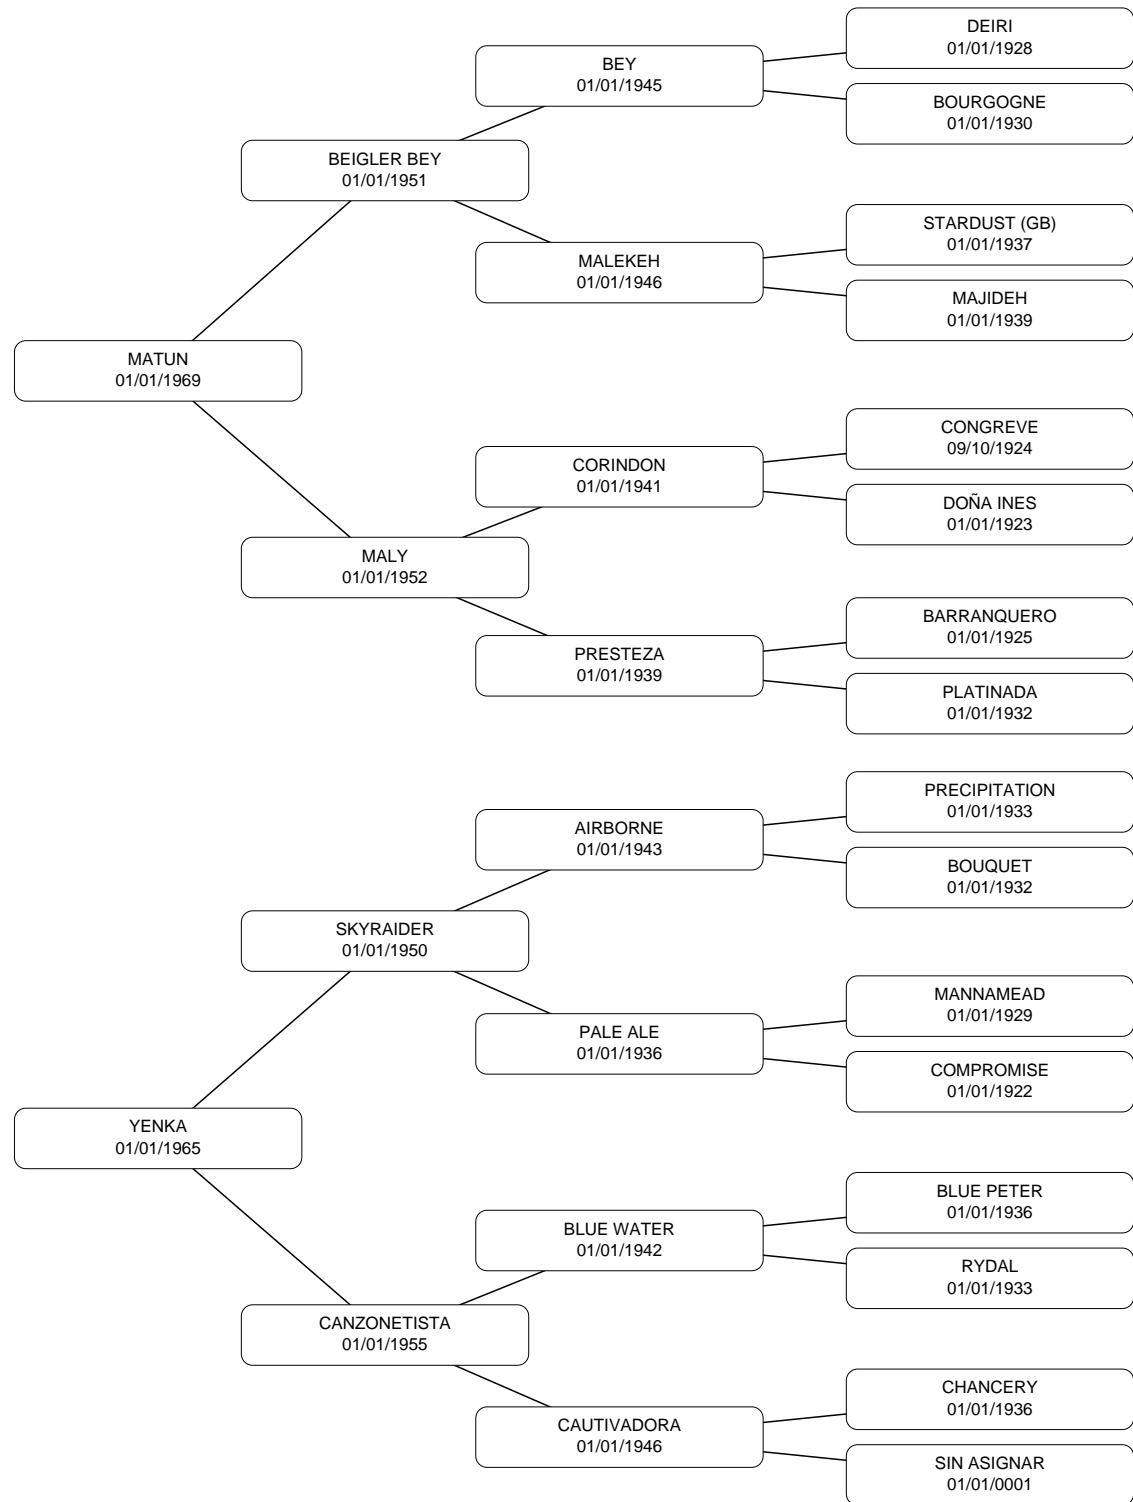 DEIRI
01/01/1928
BEY
01/01/1945
BOURGOGNE
01/01/1930
BEIGLER BEY
01/01/1951
STARDUST (GB)
01/01/1937
MALEKEH
01/01/1946
MAJIDEH
01/01/1939
MATUN
01/01/1969
CONGREVE
09/10/1924
CORINDON
01/01/1941
DOÑA INES
01/01/1923
MALY
01/01/1952
BARRANQUERO
01/01/1925
PRESTEZA
01/01/1939
PLATINADA
01/01/1932
PRECIPITATION
01/01/1933
AIRBORNE
01/01/1943
BOUQUET
01/01/1932
SKYRAIDER
01/01/1950
MANNAMEAD
01/01/1929
PALE ALE
01/01/1936
COMPROMISE
01/01/1922
YENKA
01/01/1965
BLUE PETER
01/01/1936
BLUE WATER
01/01/1942
RYDAL
01/01/1933
CANZONETISTA
01/01/1955
CHANCERY
01/01/1936
CAUTIVADORA
01/01/1946
SIN ASIGNAR
01/01/0001